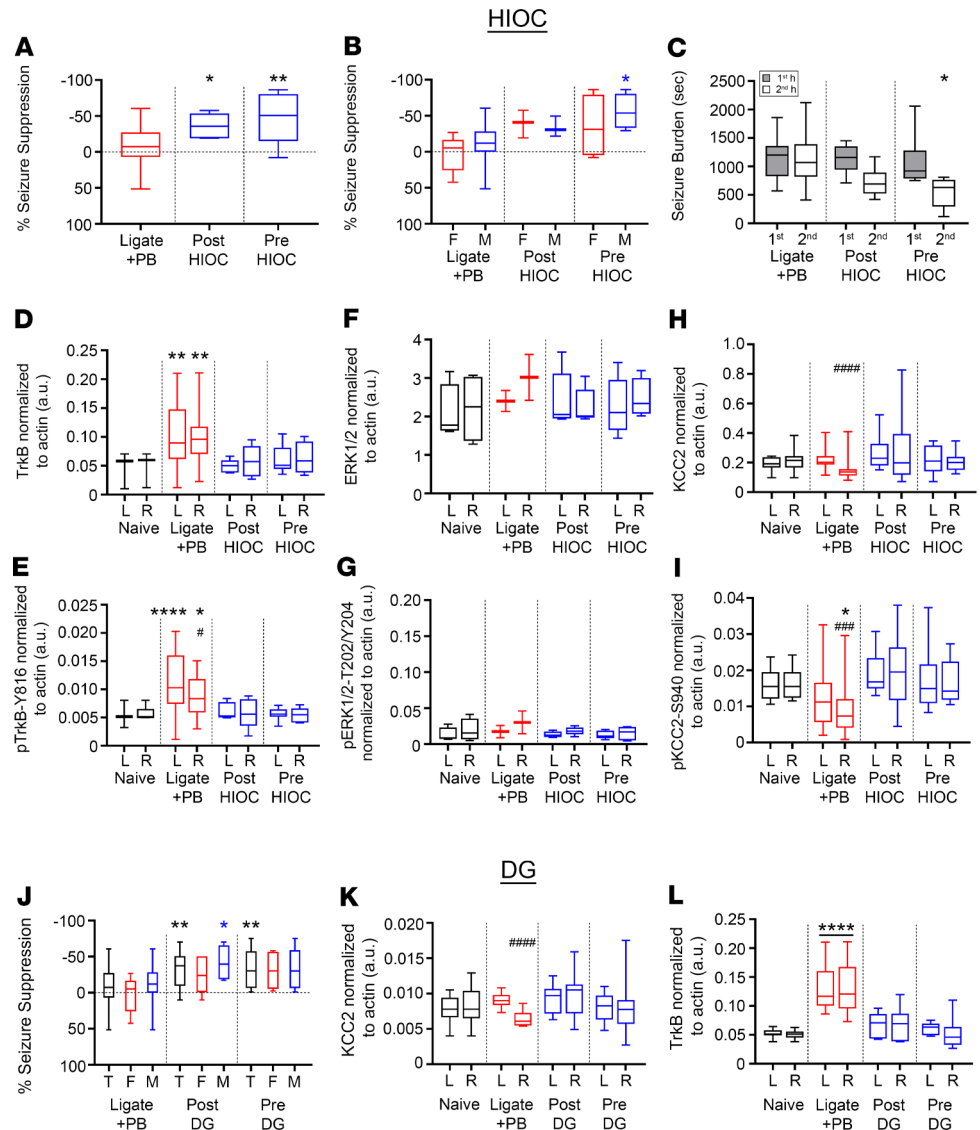 HIOC
A
% Seizure Suppression
-100
-50
0
50
100
*
**
Ligate
+PB
Post
HIOC
Pre
HIOC
B
% Seizure Suppression
-100
-50
0
50
100
*
F M F M F M
Ligate
+PB
Post
HIOC
Pre
HIOC
C
Seizure Burden (sec)
2500
2000
1500
1000
500
0
1st h
2nd h
*
1st 2nd 1st 2nd 1st 2nd
Ligate
+PB
Post
HIOC
Pre
HIOC
D
TrkB normalized
to actin (a.u.)
0.25
0.20
0.15
0.10
0.05
0
** **
L R L R L R L R
Naive
Ligate
+PB
Post
HIOC
Pre
HIOC
F
ERK1/2 normalized
to actin (a.u.)
4
3
2
1
0
L R L R L R L R
Naive
Ligate
+PB
Post
HIOC
Pre
HIOC
H
KCC2 normalized
to actin (a.u.)
1.0
0.8
0.6
0.4
0.2
0
####
L R L R L R L R
Naive
Ligate
+PB
Post
HIOC
Pre
HIOC
E
pTrkB-Y816 normalized
to actin (a.u.)
0.025
0.020
0.015
0.010
0.005
0
**** *
#
L R L R L R L R
Naive
Ligate
+PB
Post
HIOC
Pre
HIOC
G
pERK1/2-T202/Y204
normalized to actin (a.u.)
0.20
0.15
0.10
0.05
0
L R L R L R L R
Naive
Ligate
+PB
Post
HIOC
Pre
HIOC
I
pKCC2-S940 normalized
to actin (a.u.)
0.04
0.03
0.02
0.01
0
*
###
L R L R L R L R
Naive
Ligate
+PB
Post
HIOC
Pre
HIOC
DG
J
% Seizure Suppression
-100
-50
0
50
100
** * **
T F M T F M T F M
Ligate
+PB
Post
DG
Pre
DG
K
KCC2 normalized
to actin (a.u.)
0.020
0.015
0.010
0.005
0
####
L R L R L R L R
Naive
Ligate
+PB
Post
DG
Pre
DG
L
TrkB normalized
to actin (a.u.)
0.25
0.20
0.15
0.10
0.05
0
****
L R L R L R L R
Naive
Ligate
+PB
Post
DG
Pre
DG